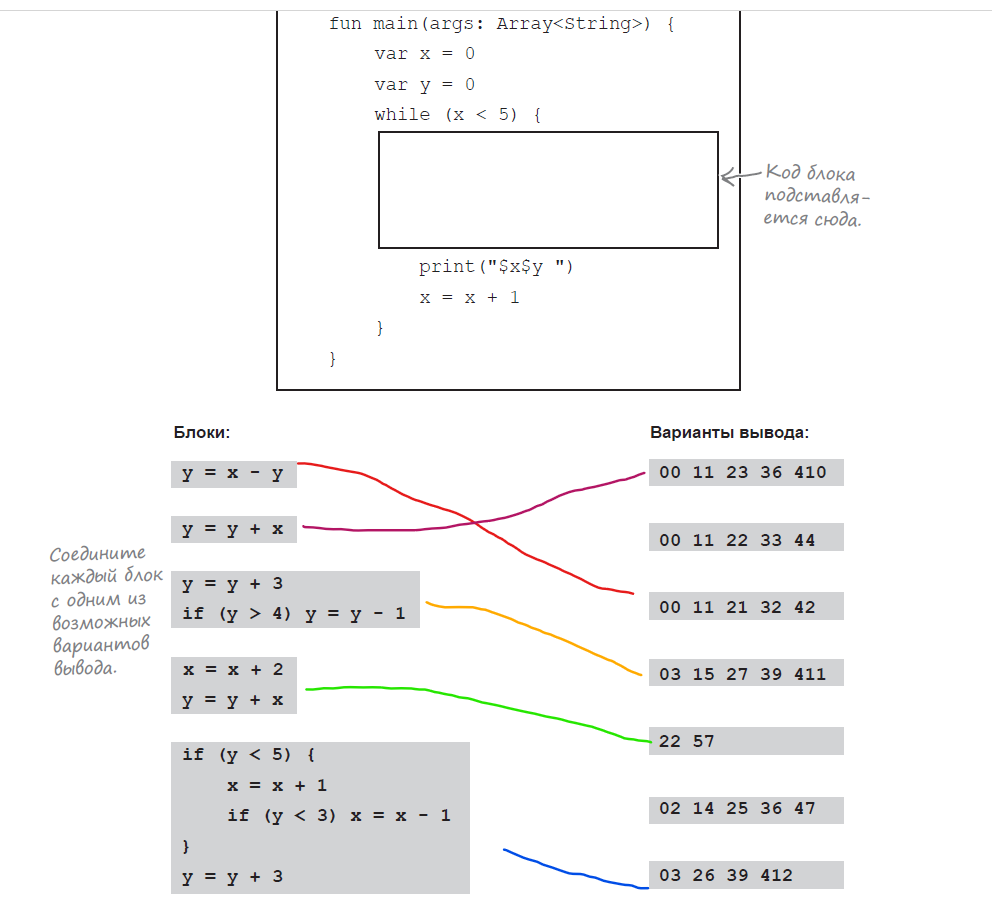 fun main(args: Array<String>) {
var x = 0
var y = 0
while (x < 5) {
Код блока
подставля-
ется сюда.
print("$x$y ")
x = x + 1
}
}
Блоки:
Варианты вывода:
y = x - y
00 11 23 36 410
y = y + x
00 11 22 33 44
Соедините
каждый блок
с одним из
возможных
вариантов
вывода.
y = y + 3
if (y > 4) y = y - 1
00 11 21 32 42
x = x + 2
y = y + x
03 15 27 39 411
22 57
if (y < 5) {
x = x + 1
if (y < 3) x = x - 1
}
y = y + 3
02 14 25 36 47
03 26 39 412